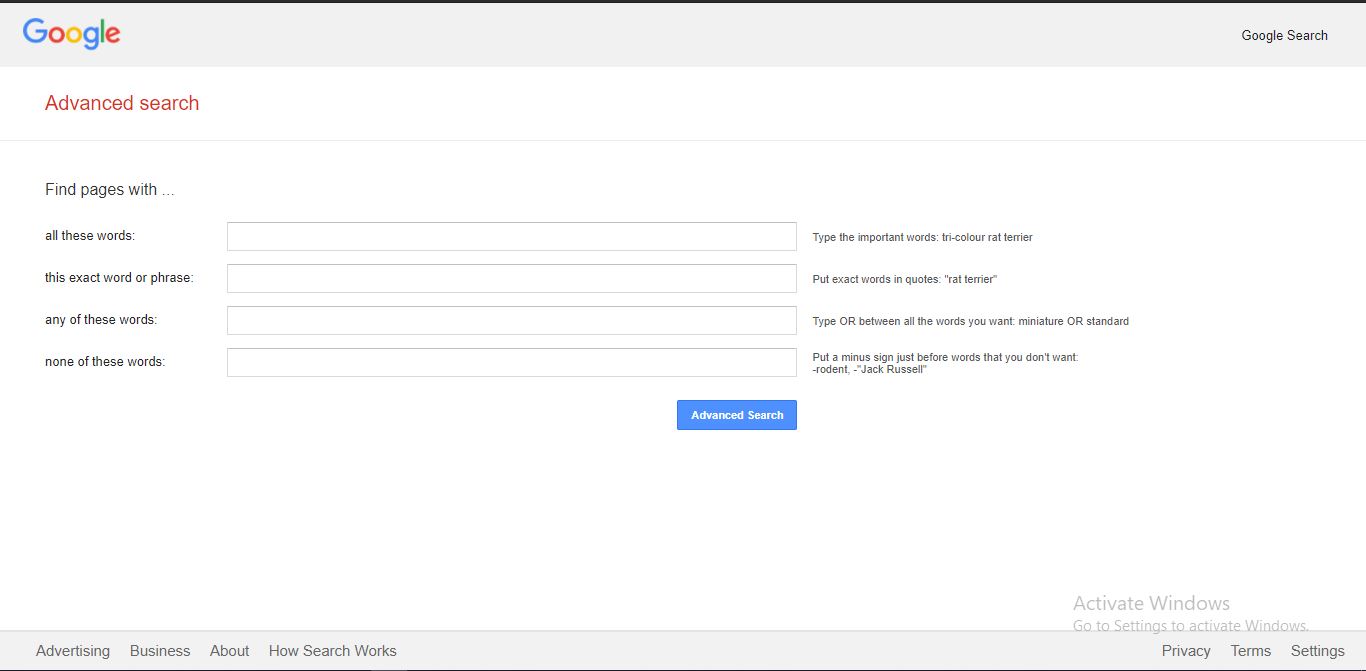 Google
Google Search
Advanced search
Find pages with ...
all these words:
Type the important words: tri-colour rat terrier
this exact word or phrase:
Put exact words in quotes: "rat terrier"
any of these words:
Type OR between all the words you want: miniature OR standard
none of these words:
Put a minus sign just before words that you don't want:
-rodent, -"Jack Russell"
Advanced Search
Activate Windows
Go to Settings to activate Windows.
Advertising Business About How Search Works Privacy Terms Settings